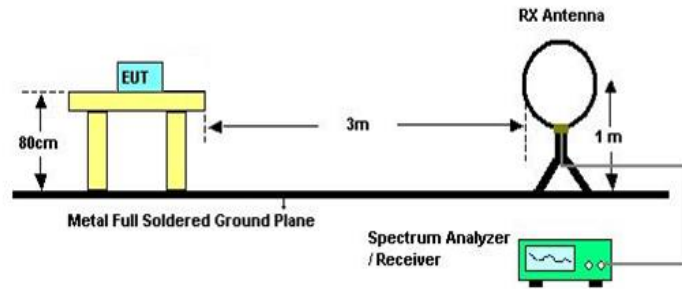 RX Antenna
EUT
80cm
3m
1 m
Metal Full Soldered Ground Plane
Spectrum Analyzer
/ Receiver